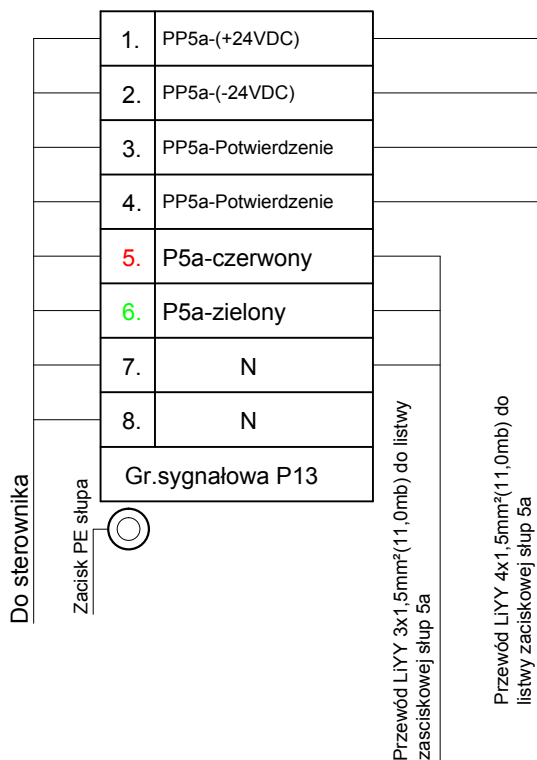 1. PP5a-(+24VDC)
2. PP5a-(-24VDC)
3. PP5a-Potwierdzenie
4. PP5a-Potwierdzenie
5. P5a-czerwony
6. P5a-zielony
7. N
8. N
Gr.sygnałowa P13
Do sterownika
Zacisk PE słupa
Przewód LiYY 3x1,5mm²(11,0mb) do listwy
zasciskowej słup 5a
Przewód LiYY 4x1,5mm²(11,0mb) do
listwy zaciskowej słup 5a